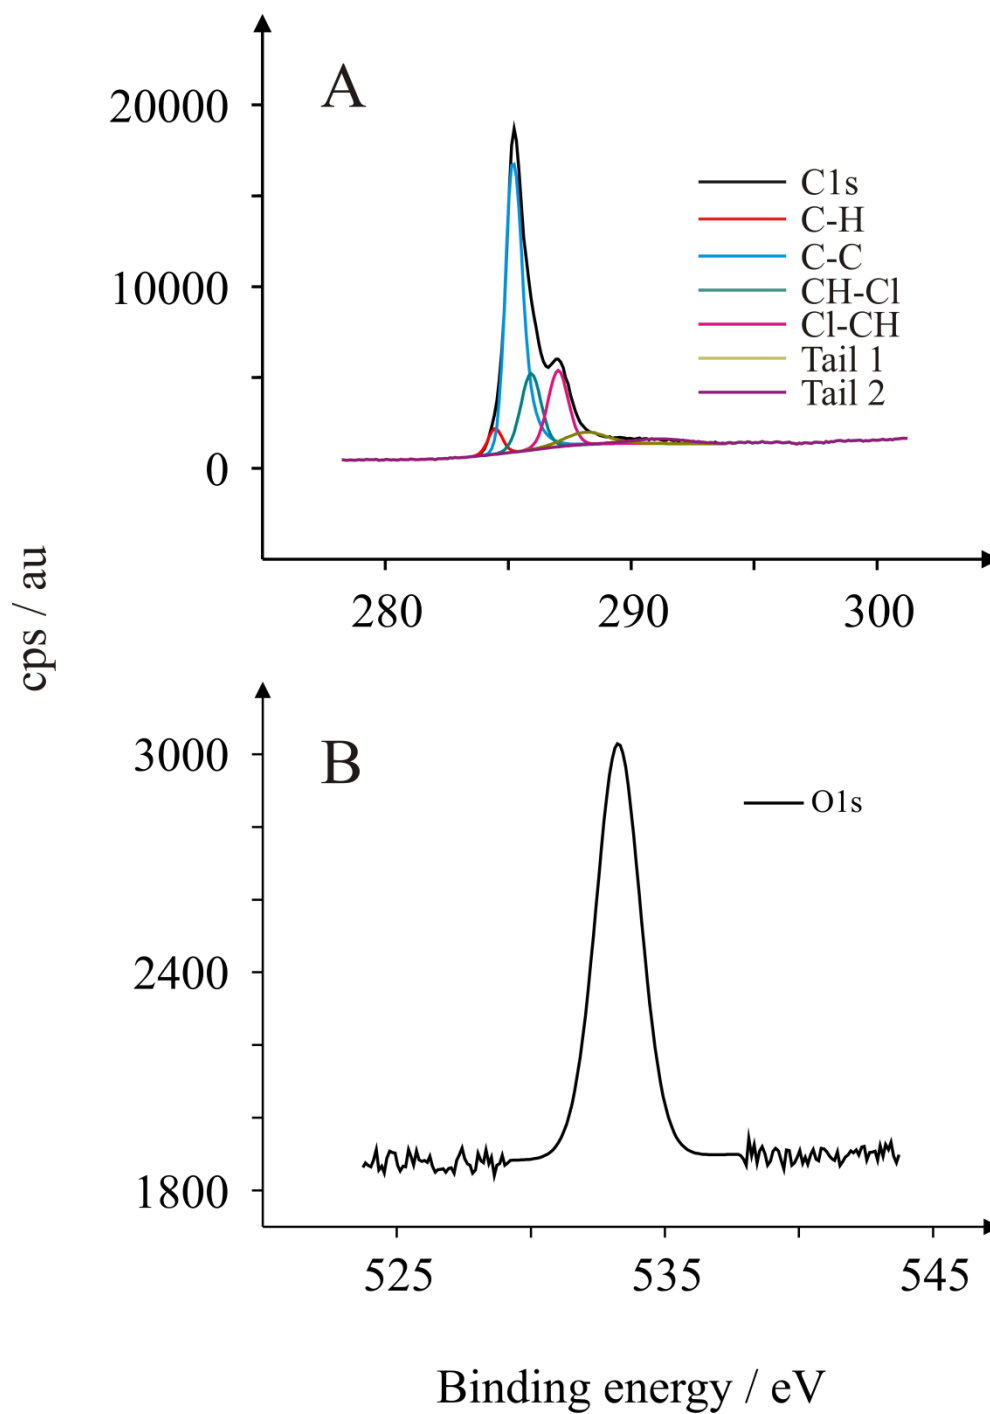 A
20000
10000
0
C1s
C-H
C-C
CH-Cl
Cl-CH
Tail 1
Tail 2
280 290 300
cps / au
B
3000
2400
1800
O1s
525 535 545
Binding energy / eV